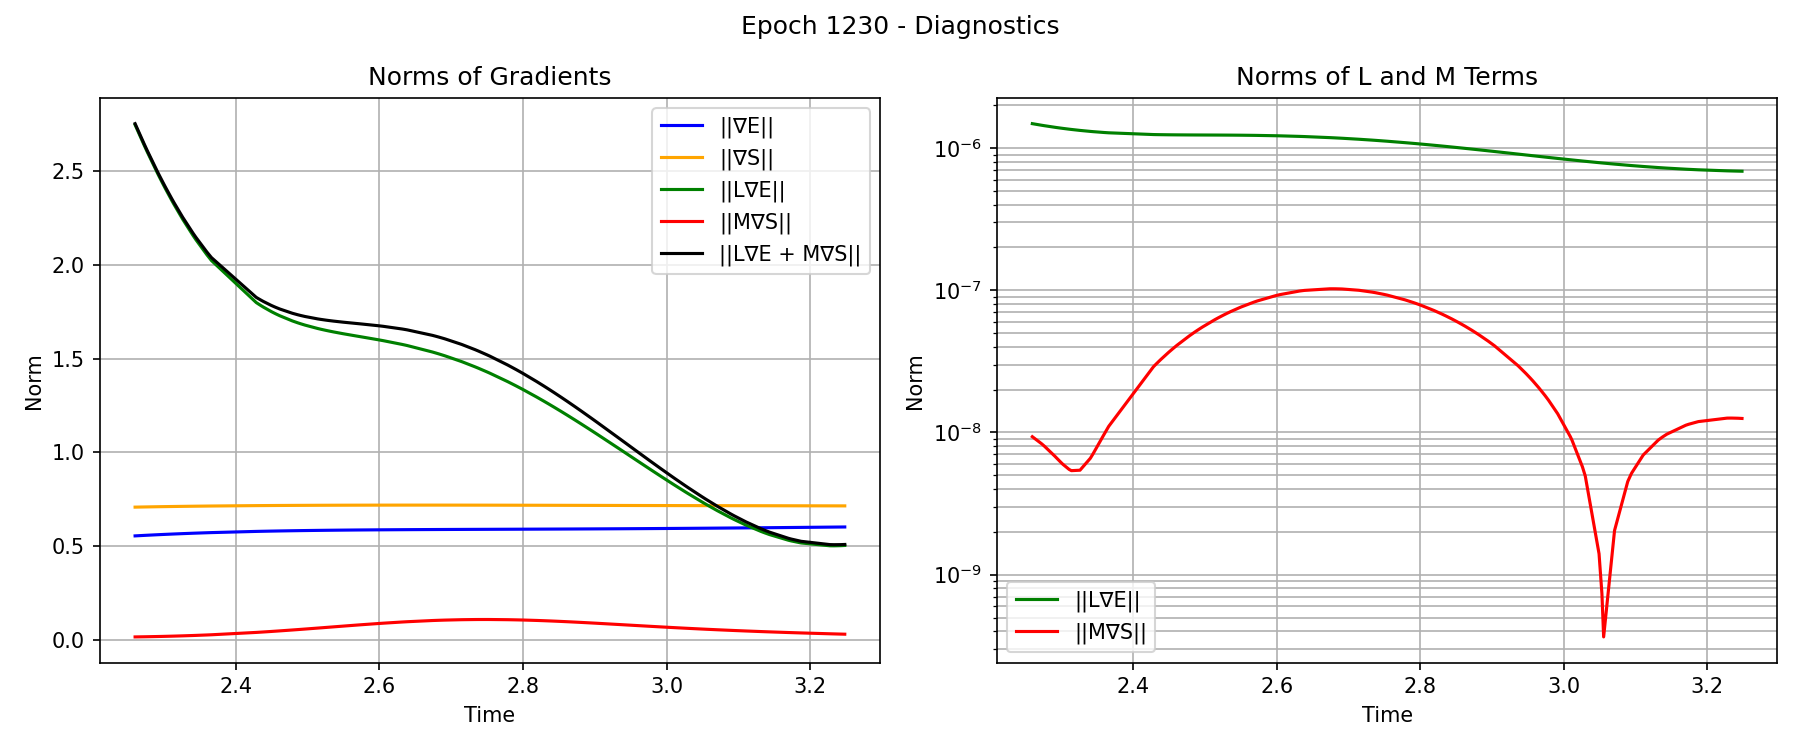 Epoch 1230 - Diagnostics
Norms of Gradients
Norm
2.5
2.0
1.5
1.0
0.5
0.0
||∇E||
||∇S||
||L∇E||
||M∇S||
||L∇E + M∇S||
2.4 2.6 2.8 3.0 3.2
Time
Norms of L and M Terms
Norm
10⁻⁶
10⁻⁷
10⁻⁸
10⁻⁹
||L∇E||
||M∇S||
2.4 2.6 2.8 3.0 3.2
Time